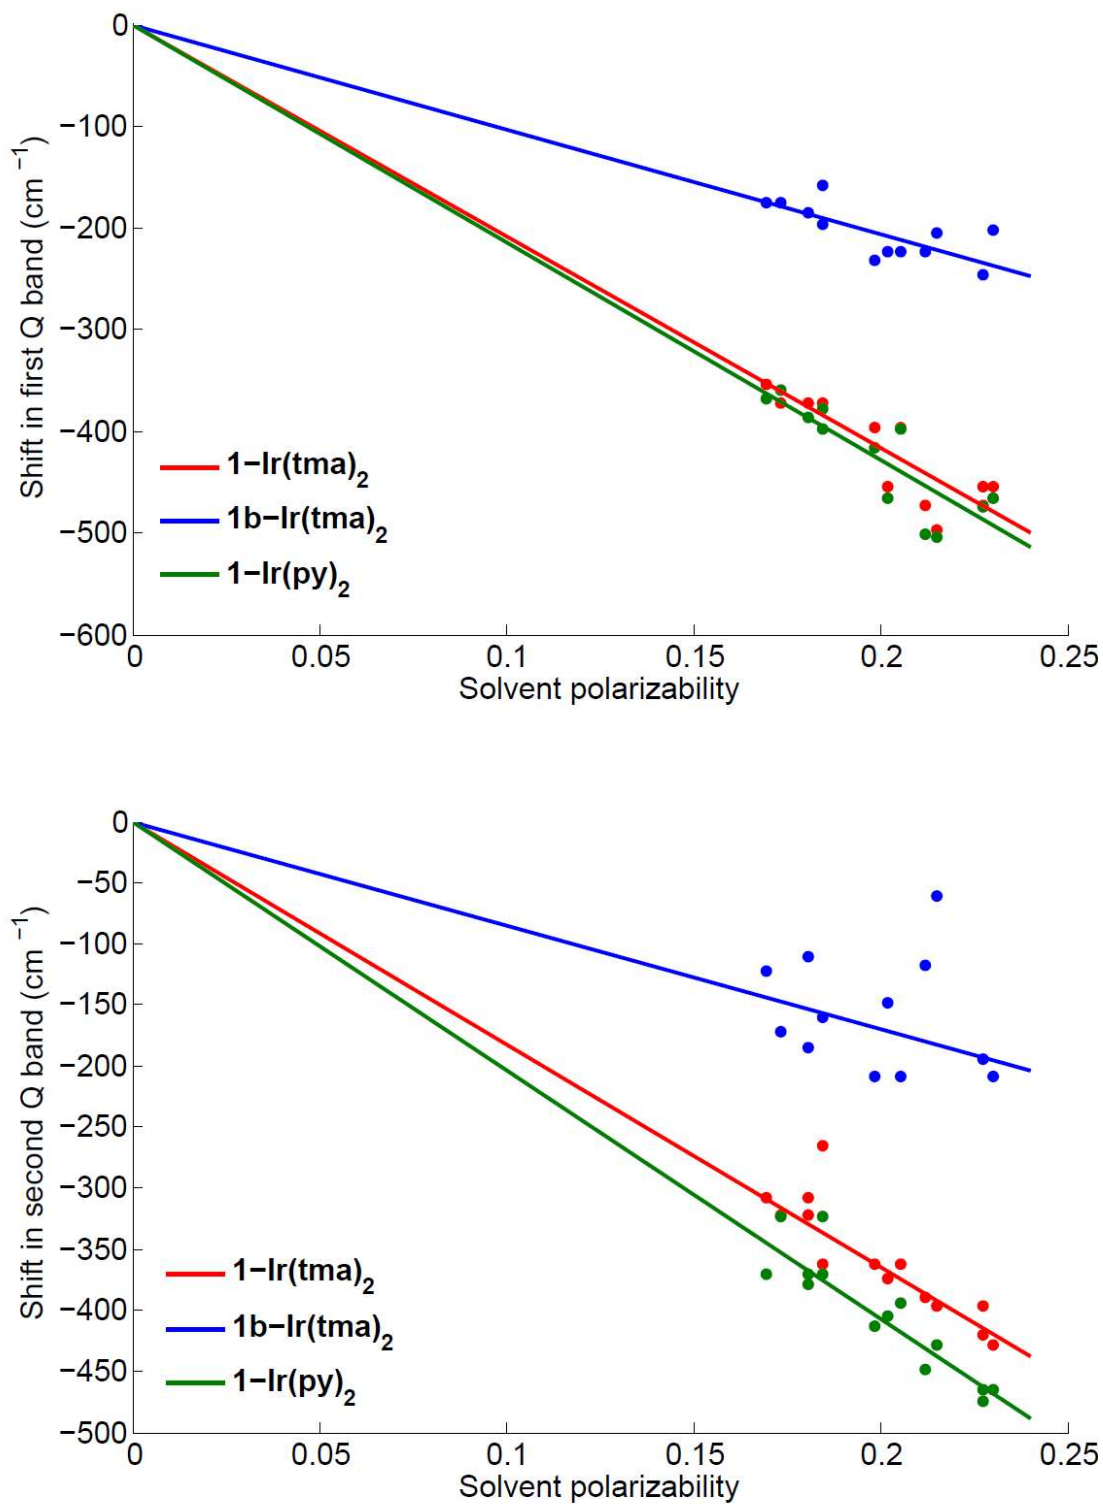 0
−100
−200
−300
−400
−500
−600
Shift in first Q band (cm⁻¹)
1−Ir(tma)₂
1b−Ir(tma)₂
1−Ir(py)₂
0 0.05 0.1 0.15 0.2 0.25
Solvent polarizability
0
−50
−100
−150
−200
−250
−300
−350
−400
−450
−500
Shift in second Q band (cm⁻¹)
1−Ir(tma)₂
1b−Ir(tma)₂
1−Ir(py)₂
0 0.05 0.1 0.15 0.2 0.25
Solvent polarizability